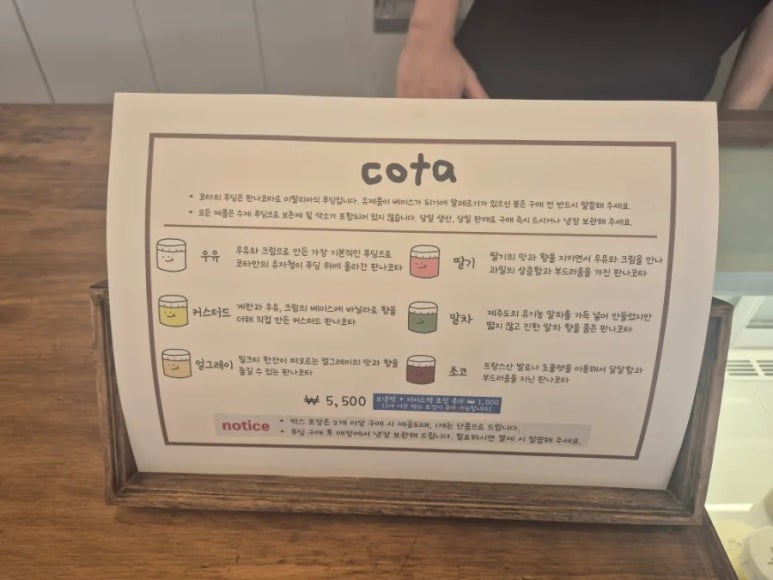 cota
• 코타의 푸딩은 판나코타로 이탈리아식 푸딩입니다. 유제품이 베이스가 되기에 알레르기가 있으신 분은 구매 전 반드시 말씀해 주세요.
• 모든 제품은 수제 푸딩으로 보존제 및 색소가 포함되어 있지 않습니다. 당일 생산, 당일 판매로 구매 즉시 드시거나 냉장 보관해 주세요.
우유
우유와 크림으로 만든 가장 기본적인 푸딩으로
코타만의 유자청이 푸딩 위에 올라간 판나코타
딸기
딸기의 맛과 향을 지키면서 우유와 크림을 만나
과일의 상큼함과 부드러움을 가진 판나코타
커스터드
계란과 우유, 크림의 베이스에 바닐라로 향을
더해 직접 만든 커스터드 판나코타
말차
제주도의 유기농 말차를 가득 넣어 만들었지만
떫지 않고 진한 말차 향을 품은 판나코타
얼그레이
밀크티 한잔이 떠오르는 얼그레이의 맛과 향을
즐길 수 있는 판나코타
초코
프랑스산 발로나 초콜렛을 이용해서 달달함과
부드러움을 지닌 판나코타
₩ 5,500
보냉백 + 아이스팩 포장 추가 ₩ 1,000
notice
• 박스 포장은 2개 이상 구매 시 제공되며, 1개는 단품으로 드립니다.
• 푸딩 구매 후 매장에서 냉장 보관해 드립니다. 필요하시면 결제 시 말씀해 주세요.